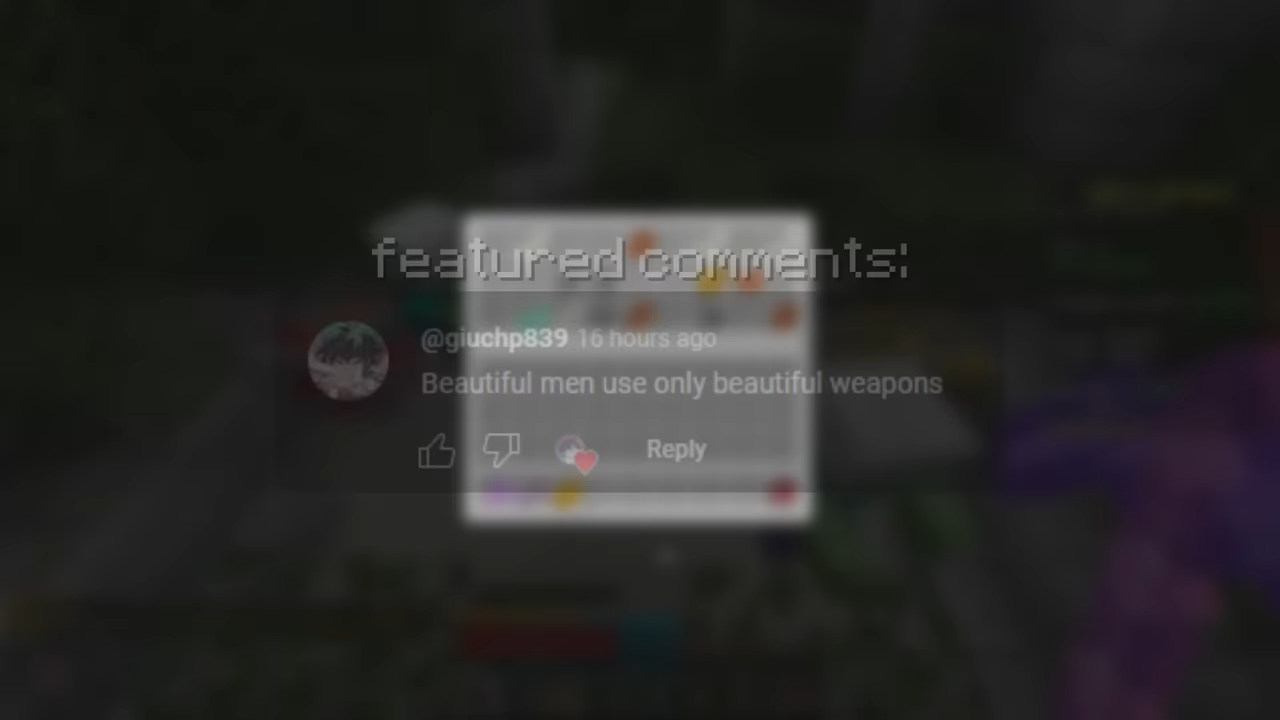 featured comments:
@giuchp839 16 hours ago
Beautiful men use only beautiful weapons
Reply